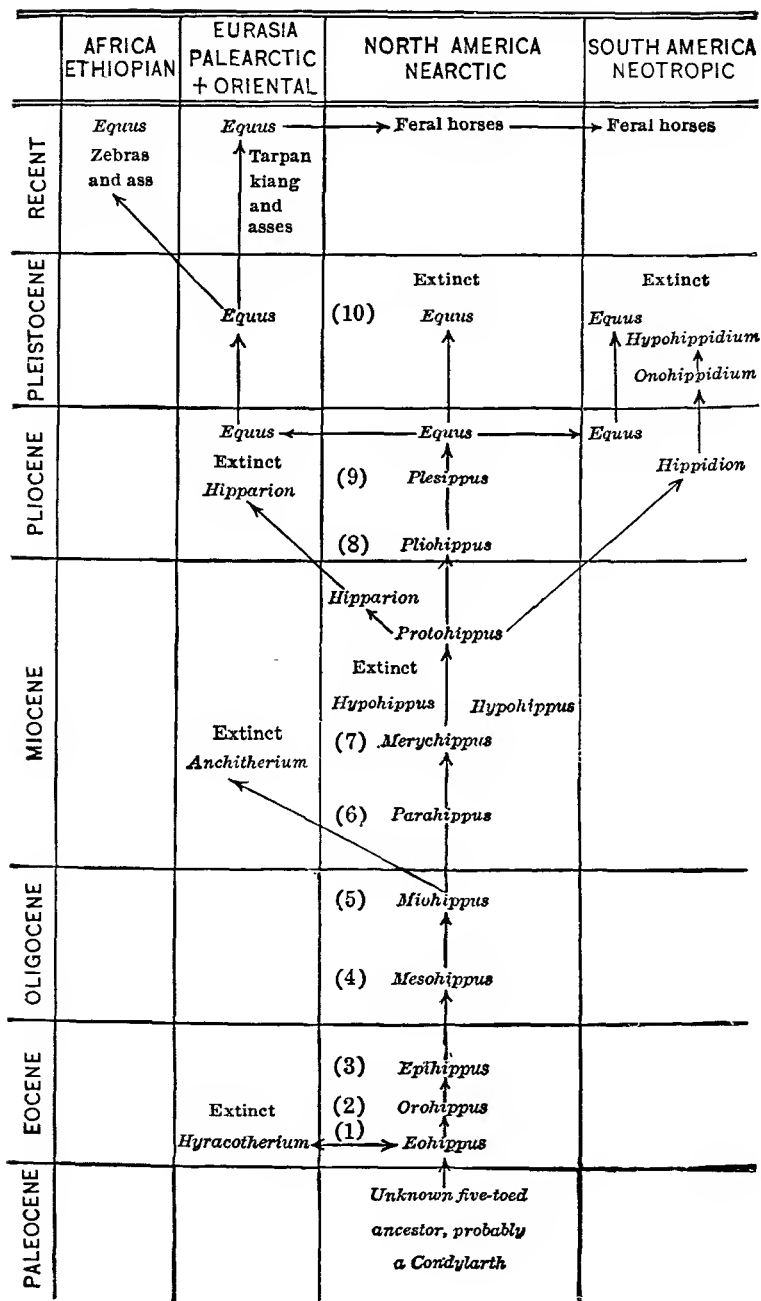 AFRICA
ETHIOPIAN
EURASIA
PALEARCTIC
+ ORIENTAL
NORTH AMERICA
NEARCTIC
SOUTH AMERICA
NEOTROPIC
RECENT
Equus
Zebras
and ass
Equus
Tarpan
kiang
and
asses
Feral horses
Feral horses
PLEISTOCENE
Equus
Extinct
(10) Equus
Extinct
Equus
Hypohippidium
Onohippidium
PLIOCENE
Equus
Extinct
Hipparion
Equus
(9) Plesippus
(8) Pliohippus
Equus
Hippidion
MIOCENE
Extinct
Anchitherium
Hipparion
Protohippus
Extinct
Hypohippus
Hypohippus
(7) Merychippus
(6) Parahippus
OLIGOCENE
(5) Miohippus
(4) Mesohippus
EOCENE
Extinct
Hyracotherium
(3) Epihippus
(2) Orohippus
(1) Eohippus
PALEOCENE
Unknown five-toed
ancestor, probably
a Condylarth